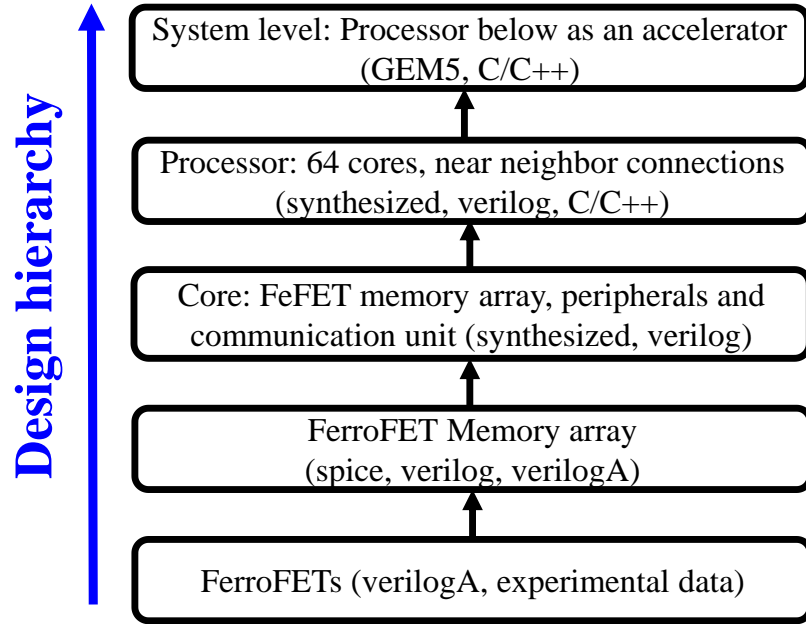 Design hierarchy
System level: Processor below as an accelerator
(GEM5, C/C++)
Processor: 64 cores, near neighbor connections
(synthesized, verilog, C/C++)
Core: FeFET memory array, peripherals and
communication unit (synthesized, verilog)
FerroFET Memory array
(spice, verilog, verilogA)
FerroFETs (verilogA, experimental data)